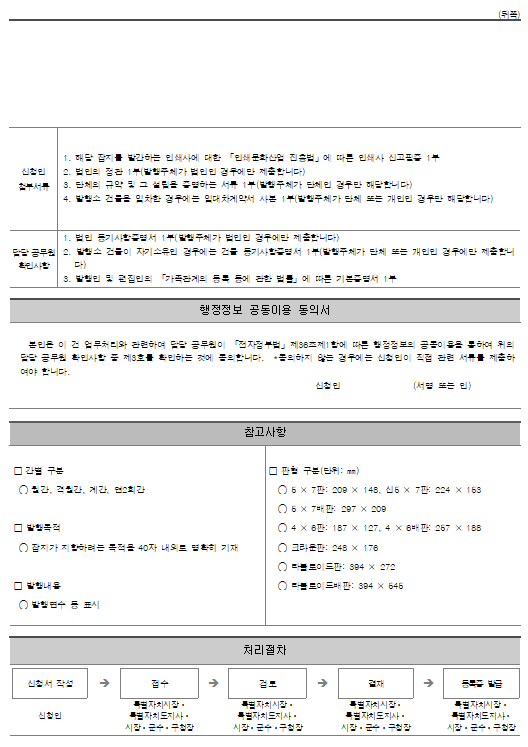 (뒤쪽)
신청인
첨부서류
1. 해당 잡지를 발간하는 인쇄사에 대한 「인쇄문화산업 진흥법」에 따른 인쇄사 신고필증 1부
2. 법인의 정관 1부(발행주체가 법인인 경우에만 제출합니다)
3. 단체의 규약 및 그 설립을 증명하는 서류 1부(발행주체가 단체인 경우만 해당합니다)
4. 발행소 건물을 임차한 경우에는 임대차계약서 사본 1부(발행주체가 단체 또는 개인인 경우만 해당합니다)
담당 공무원
확인사항
1. 법인 등기사항증명서 1부(발행주체가 법인인 경우에만 제출합니다)
2. 발행소 건물이 자기소유인 경우에는 건물 등기사항증명서 1부(발행주체가 단체 또는 개인인 경우에만 제출합니
다)
3. 발행인 및 편집인의 「가족관계의 등록 등에 관한 법률」에 따른 기본증명서 1부
행정정보 공동이용 동의서
본인은 이 건 업무처리와 관련하여 담당 공무원이 「전자정부법」제36조제1항에 따른 행정정보의 공동이용을 통하여 위의
담당 공무원 확인사항 중 제3호를 확인하는 것에 동의합니다. *동의하지 않는 경우에는 신청인이 직접 관련 서류를 제출하
여야 합니다.
신청인 (서명 또는 인)
참고사항
□ 간별 구분
○ 월간, 격월간, 계간, 연2회간
□ 발행목적
○ 잡지가 지향하려는 목적을 40자 내외로 명확히 기재
□ 발행내용
○ 발행면수 등 표시
□ 판형 구분(단위: ㎜)
○ 5 × 7판: 209 × 148, 신5 × 7판: 224 × 153
○ 5 × 7배판: 297 × 209
○ 4 × 6판: 187 × 127, 4 × 6배판: 257 × 188
○ 크라운판: 248 × 176
○ 타블로이드판: 394 × 272
○ 타블로이드배판: 394 × 545
처리절차
신청서 작성 ➔ 접수 ➔ 검토 ➔ 결재 ➔ 등록증 발급
신청인
특별자치시장ㆍ
특별자치도지사ㆍ
시장ㆍ군수ㆍ구청장
특별자치시장ㆍ
특별자치도지사ㆍ
시장ㆍ군수ㆍ구청장
특별자치시장ㆍ
특별자치도지사ㆍ
시장ㆍ군수ㆍ구청장
특별자치시장ㆍ
특별자치도지사ㆍ
시장ㆍ군수ㆍ구청장